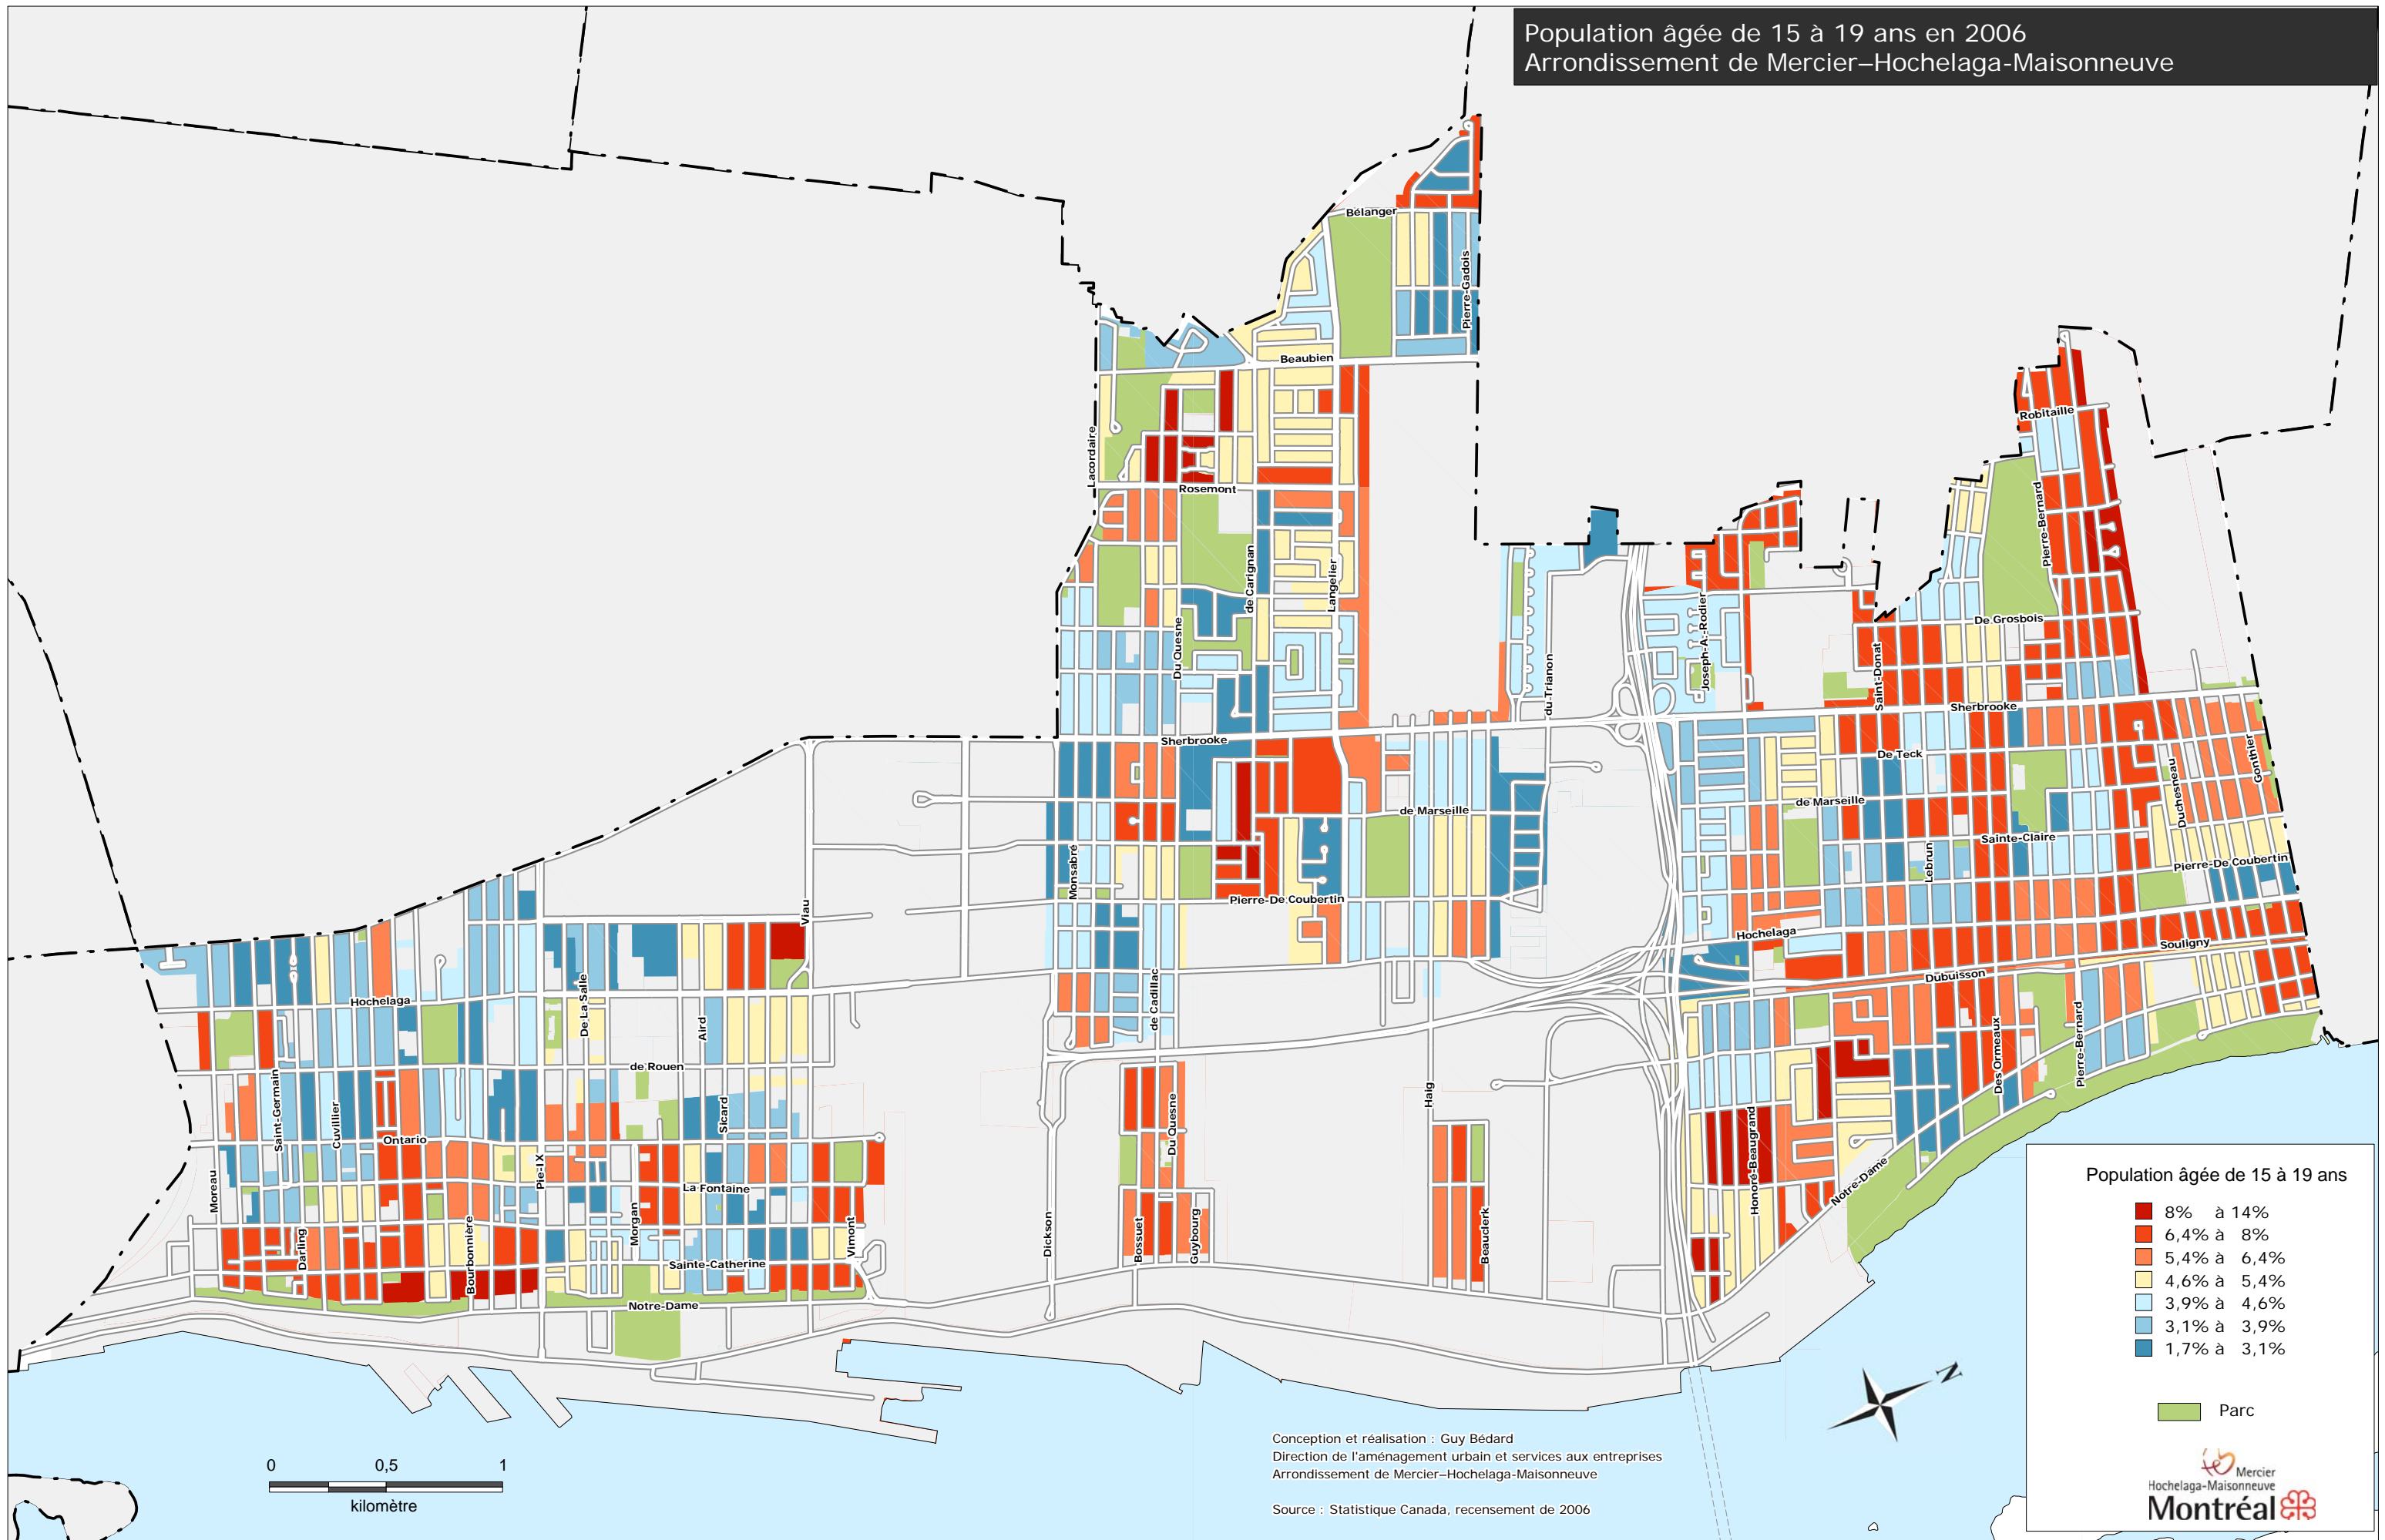 Population âgée de 15 à 19 ans en 2006
Arrondissement de Mercier–Hochelaga-Maisonneuve
Bélanger
Pierre-Gadois
Beaubien
Lacordaire
Rosemont
Robitaille
Pierre-Bernard
de Carignan
Langelier
Du Quesne
du Trianon
Joseph-A.-Rodier
Saint-Donat
De Grosbois
Sherbrooke
Sherbrooke
De Teck
Gonthier
Duchesneau
de Marseille
de Marseille
Sainte-Claire
Monsabré
Lebrun
Pierre-De Coubertin
Pierre-De Coubertin
Viau
Hochelaga
Souligny
Dubuisson
Hochelaga
De La Salle
de Cadillac
Aird
Des Ormeaux
Pierre-Bernard
de Rouen
Saint-Germain
Cuvillier
Sicard
Du Quesne
Haig
Honoré-Beaugrand
Ontario
Moreau
Pie-IX
La Fontaine
Notre-Dame
Morgan
Darling
Bourbonnière
Vimont
Dickson
Bossuet
Guybourg
Beauclerk
Sainte-Catherine
Notre-Dame
Population âgée de 15 à 19 ans
8% à 14%
6,4% à 8%
5,4% à 6,4%
4,6% à 5,4%
3,9% à 4,6%
3,1% à 3,9%
1,7% à 3,1%
Parc
N
Mercier
Hochelaga-Maisonneuve
Montréal
0 0,5 1
kilomètre
Conception et réalisation : Guy Bédard
Direction de l'aménagement urbain et services aux entreprises
Arrondissement de Mercier–Hochelaga-Maisonneuve
Source : Statistique Canada, recensement de 2006